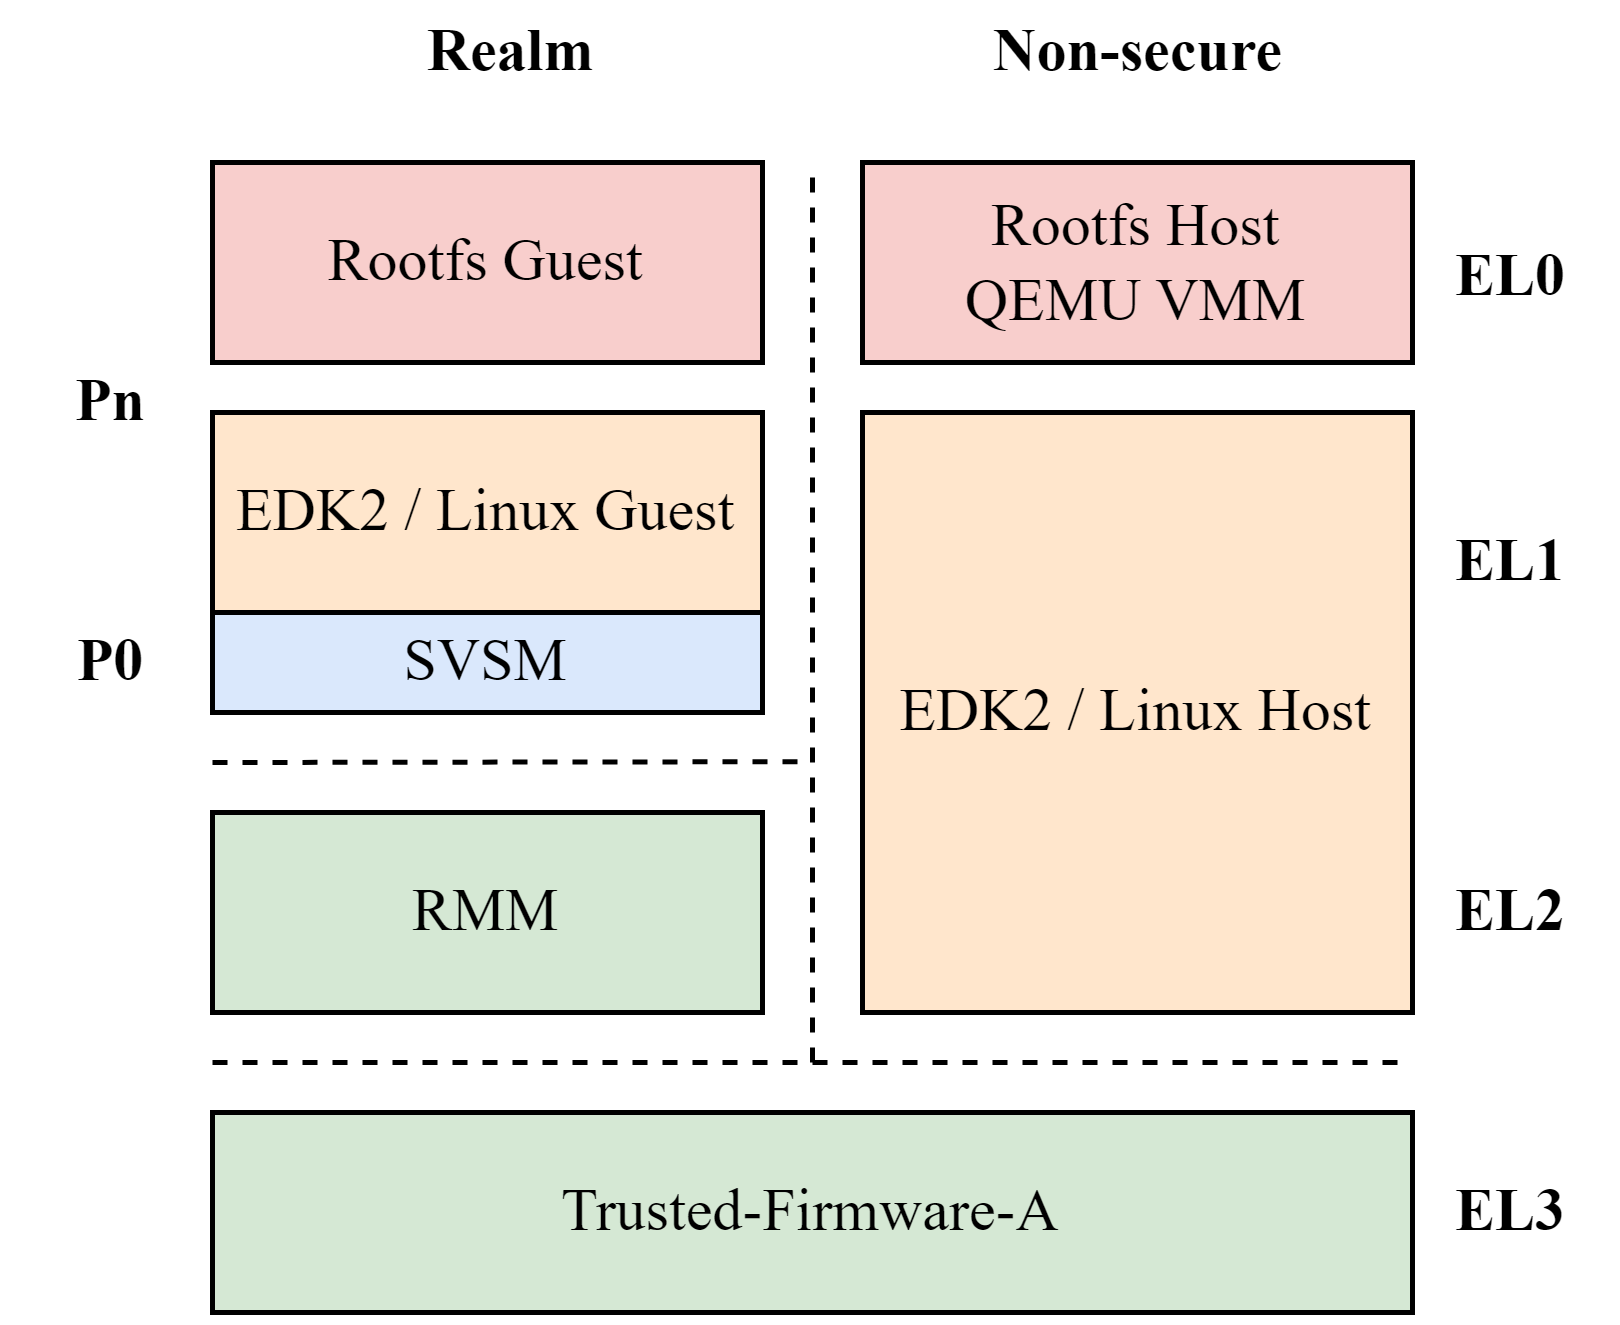 Realm
Non-secure
Rootfs Guest
Rootfs Host
QEMU VMM
EL0
Pn
EDK2 / Linux Guest
EL1
P0
SVSM
EDK2 / Linux Host
RMM
EL2
Trusted-Firmware-A
EL3